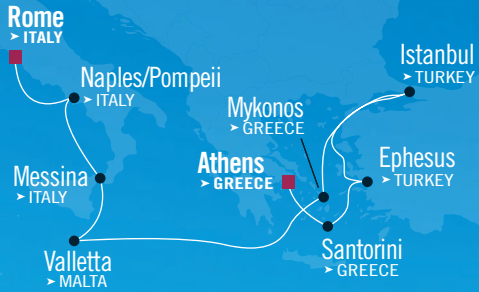 Rome
➤ ITALY
Naples/Pompeii
➤ ITALY
Messina
➤ ITALY
Valletta
➤ MALTA
Mykonos
➤ GREECE
Athens
➤ GREECE
Istanbul
➤ TURKEY
Ephesus
➤ TURKEY
Santorini
➤ GREECE